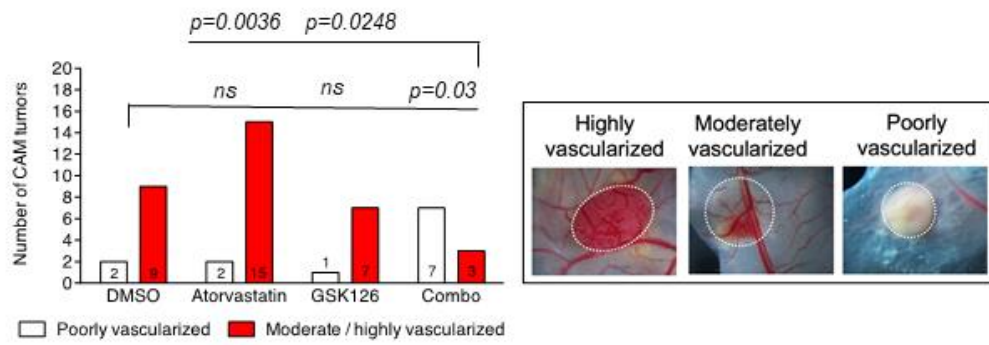 p=0.0036 p=0.0248
ns ns p=0.03
Number of CAM tumors
20
18
16
14
12
10
8
6
4
2
0
2 9 2 15 1 7 7 3
DMSO Atorvastatin GSK126 Combo
Poorly vascularized Moderate / highly vascularized
Highly vascularized
Moderately vascularized
Poorly vascularized